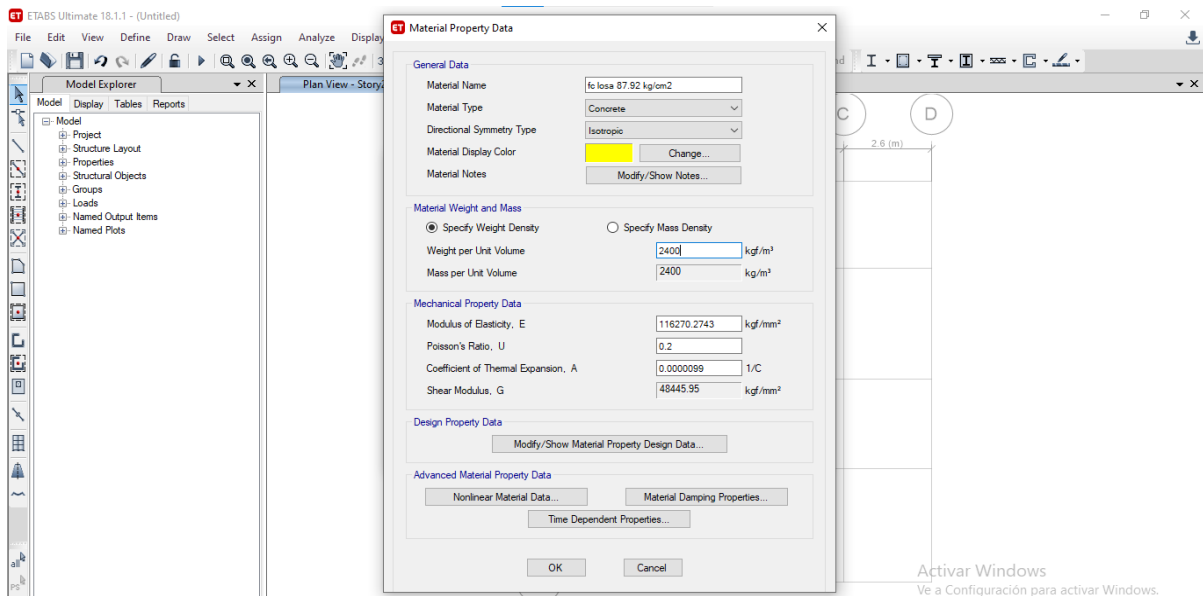 ETABS Ultimate 18.1.1 - (Untitled)
File Edit View Define Draw Select Assign Analyze Display
Model Explorer
Model Display Tables Reports
Model
Project
Structure Layout
Properties
Structural Objects
Groups
Loads
Named Output Items
Named Plots
Plan View - Story
Material Property Data
General Data
Material Name fc losa 87.92 kg/cm2
Material Type Concrete
Directional Symmetry Type Isotropic
Material Display Color Change...
Material Notes Modify/Show Notes...
Material Weight and Mass
Specify Weight Density Specify Mass Density
Weight per Unit Volume 2400 kgf/m³
Mass per Unit Volume 2400 kg/m³
Mechanical Property Data
Modulus of Elasticity, E 116270.2743 kgf/mm²
Poisson's Ratio, U 0.2
Coefficient of Thermal Expansion, A 0.0000099 1/C
Shear Modulus, G 48445.95 kgf/mm²
Design Property Data
Modify/Show Material Property Design Data...
Advanced Material Property Data
Nonlinear Material Data... Material Damping Properties...
Time Dependent Properties...
OK Cancel
C D
2.6 (m)
all
PS
Activar Windows
Ve a Configuración para activar Windows.